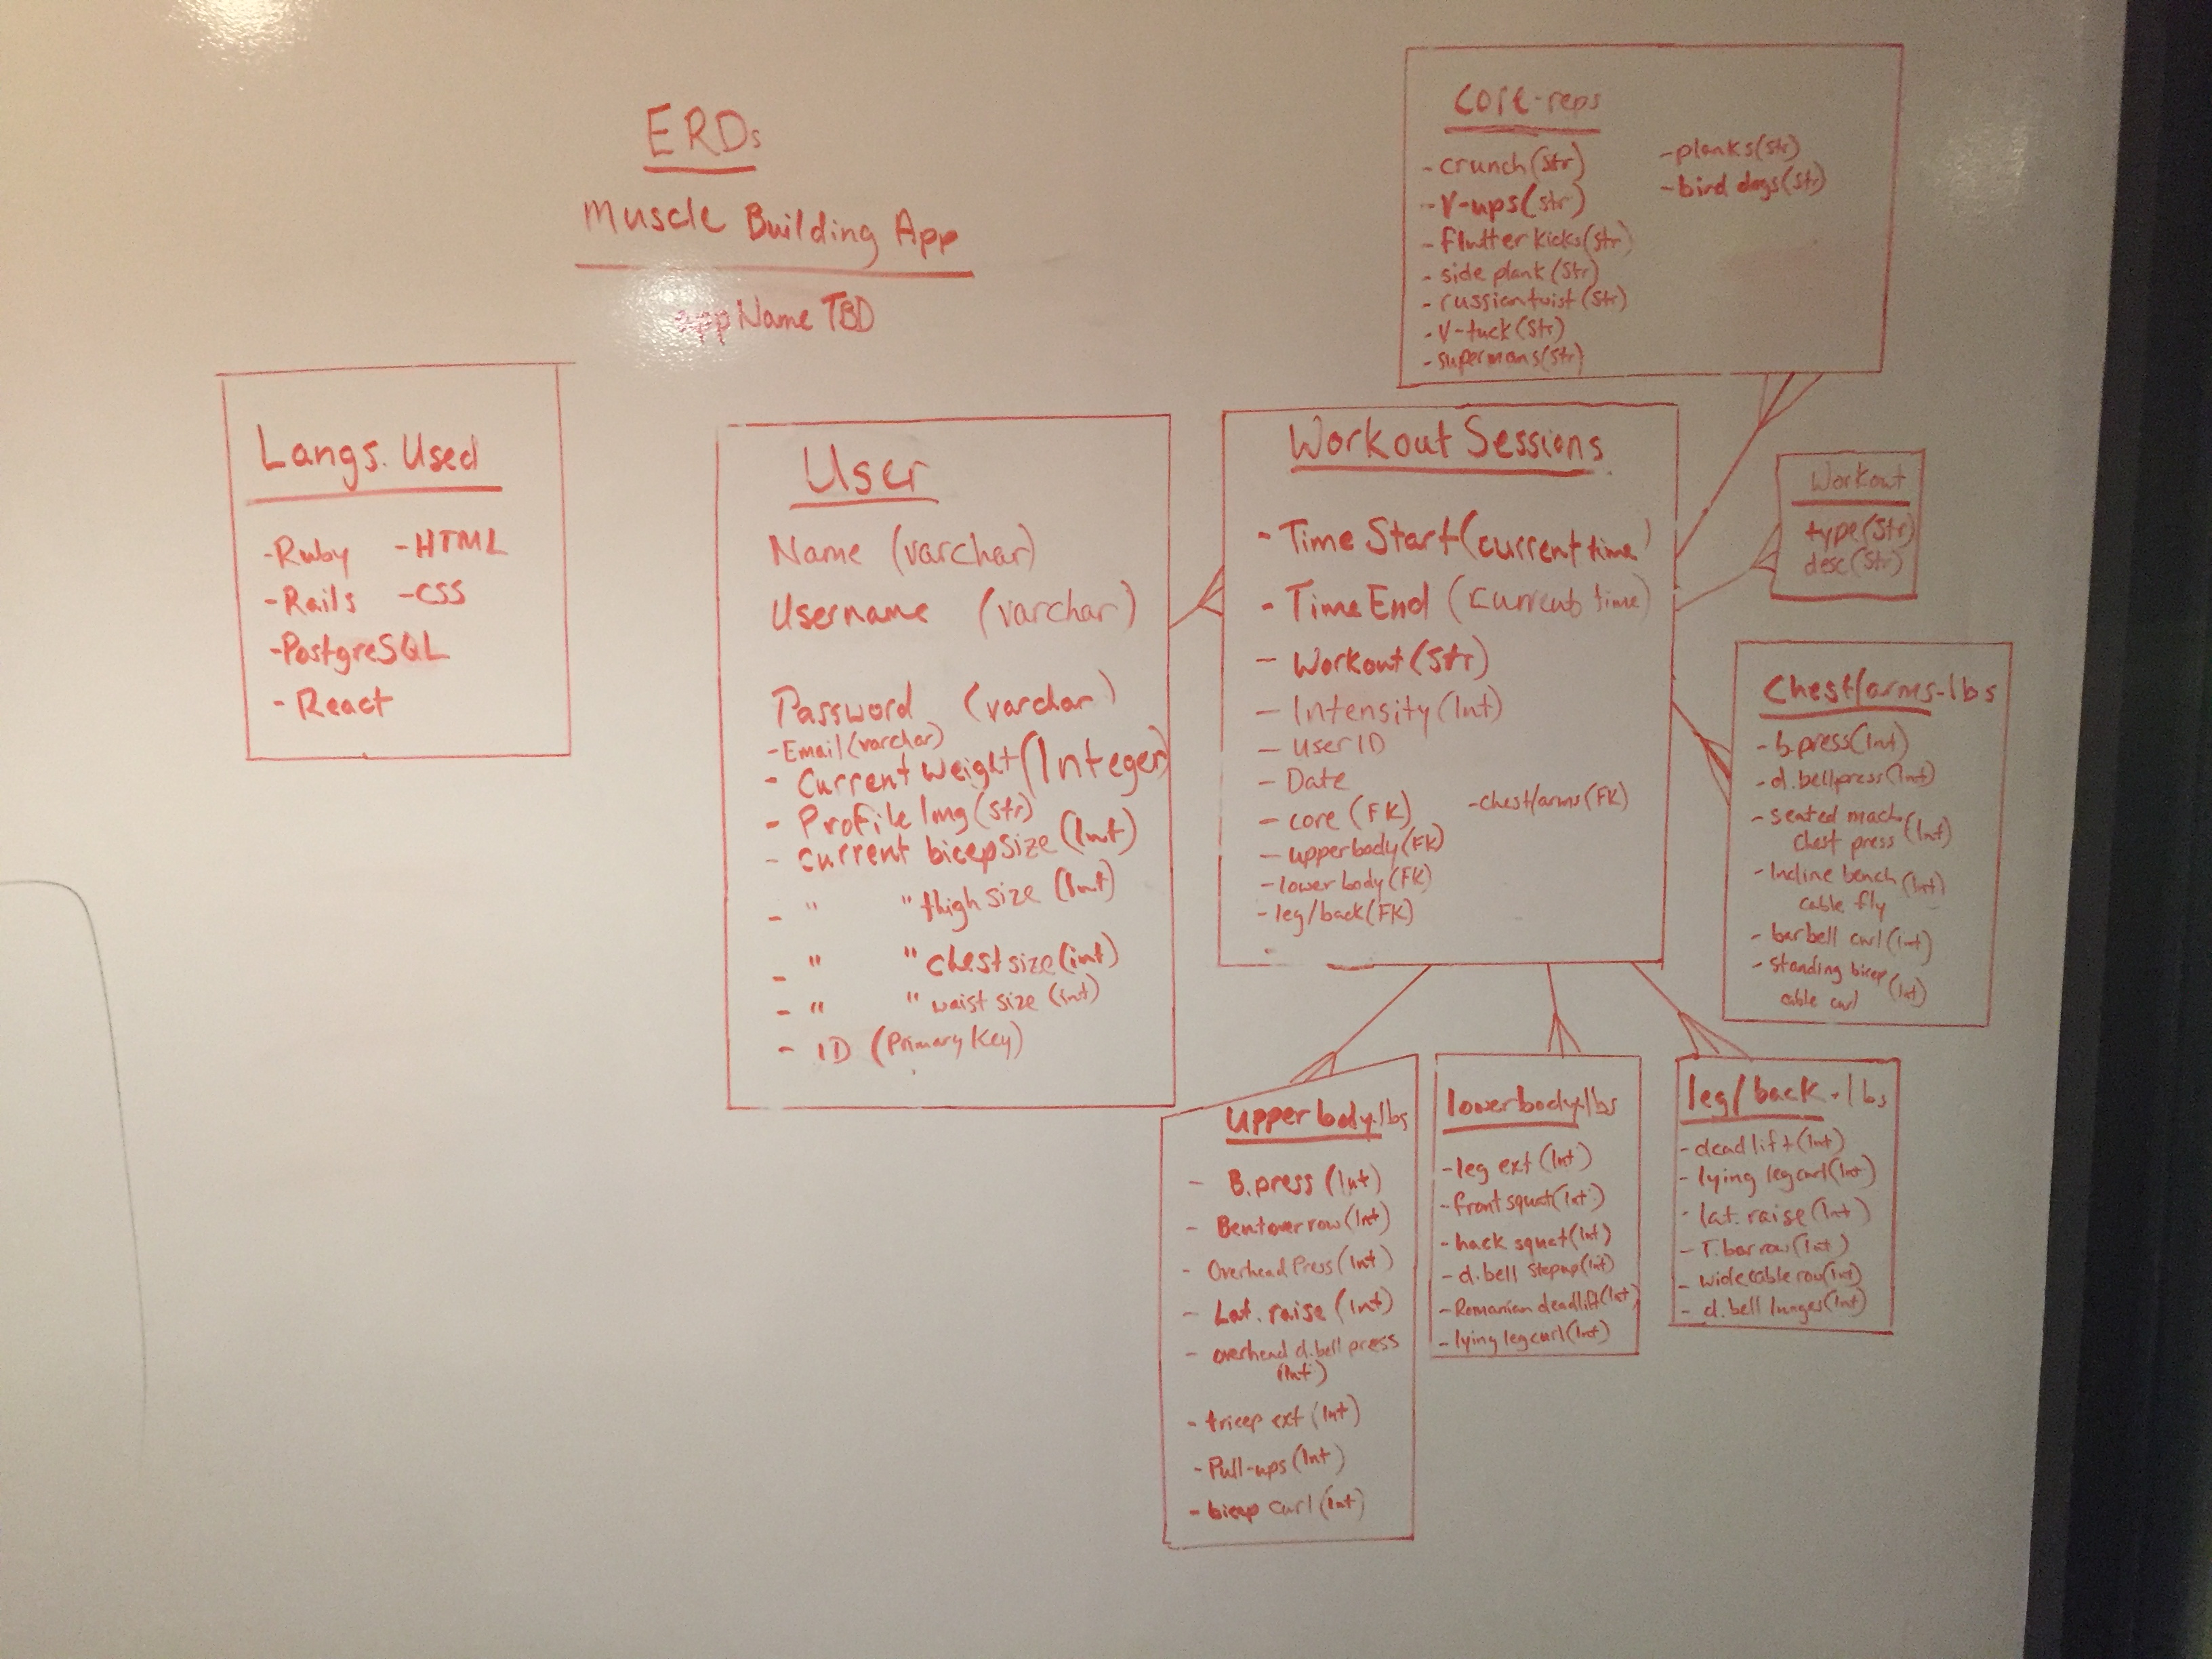 ERDs
Muscle Building App
app Name TBD
Langs. Used
-Ruby -HTML
-Rails -CSS
-PostgreSQL
- React
User
Name (varchar)
Username (varchar)
Password (varchar)
-Email(varchar)
- Current Weight (Integer)
- Profile Img (str)
- current bicep size (Int)
- " " thigh size (Int)
- " " chest size (int)
- " " waist size (int)
- ID (Primary Key)
Workout Sessions
- Time Start (current time)
- Time End (current time)
- Workout (str)
- Intensity (Int)
- user ID
- Date
- core (FK) -chest/arms (FK)
- upperbody (FK)
- lower body (FK)
- leg/back (FK)
Core-reps
- crunch (str) -planks (str)
- V-ups (str) -bird dogs (str)
- flutter kicks (str)
- side plank (str)
- russian twist (str)
- V-tuck (str)
- supermans (str)
Workout
type (str)
desc (str)
Chest/arms-lbs
- b.press (Int)
- d.bell press (Int)
- seated mach.
chest press (Int)
- Incline bench (Int)
cable fly
- barbell curl (Int)
- standing bicep (Int)
cable curl
upper body.lbs
- B.press (Int)
- Bentover row (Int)
- Overhead Press (Int)
- Lat. raise (Int)
- overhead d.bell press
(Int)
- tricep ext (Int)
- Pull-ups (Int)
- bicep curl (Int)
lowerbody.lbs
- leg ext (Int)
- front squat (Int)
- hack squat (Int)
- d.bell stepup (Int)
- Romanian deadlift (Int)
- lying leg curl (Int)
leg/back.lbs
- deadlift (Int)
- lying leg curl (Int)
- lat. raise (Int)
- T.bar row (Int)
- wide cable row (Int)
- d.bell lunges (Int)